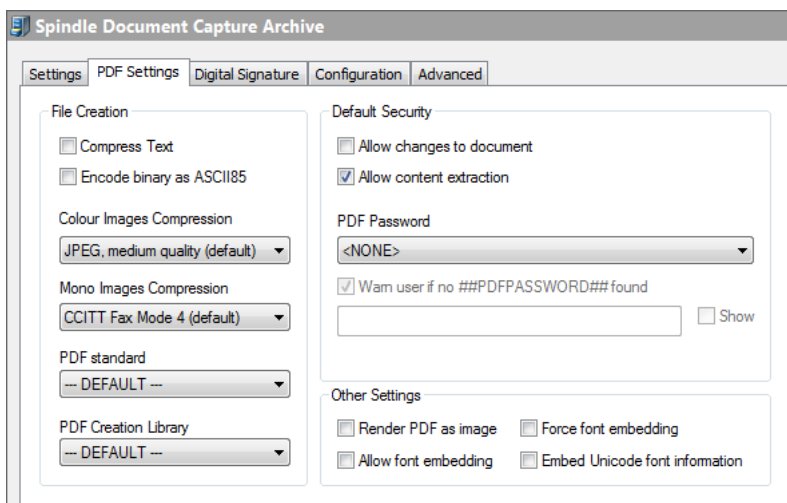 Spindle Document Capture Archive
Settings
PDF Settings
Digital Signature
Configuration
Advanced
File Creation
Compress Text
Encode binary as ASCII85
Colour Images Compression
JPEG, medium quality (default)
Mono Images Compression
CCITT Fax Mode 4 (default)
PDF standard
--- DEFAULT ---
PDF Creation Library
--- DEFAULT ---
Default Security
Allow changes to document
Allow content extraction
PDF Password
<NONE>
Warn user if no ##PDFPASSWORD## found
Show
Other Settings
Render PDF as image
Force font embedding
Allow font embedding
Embed Unicode font information